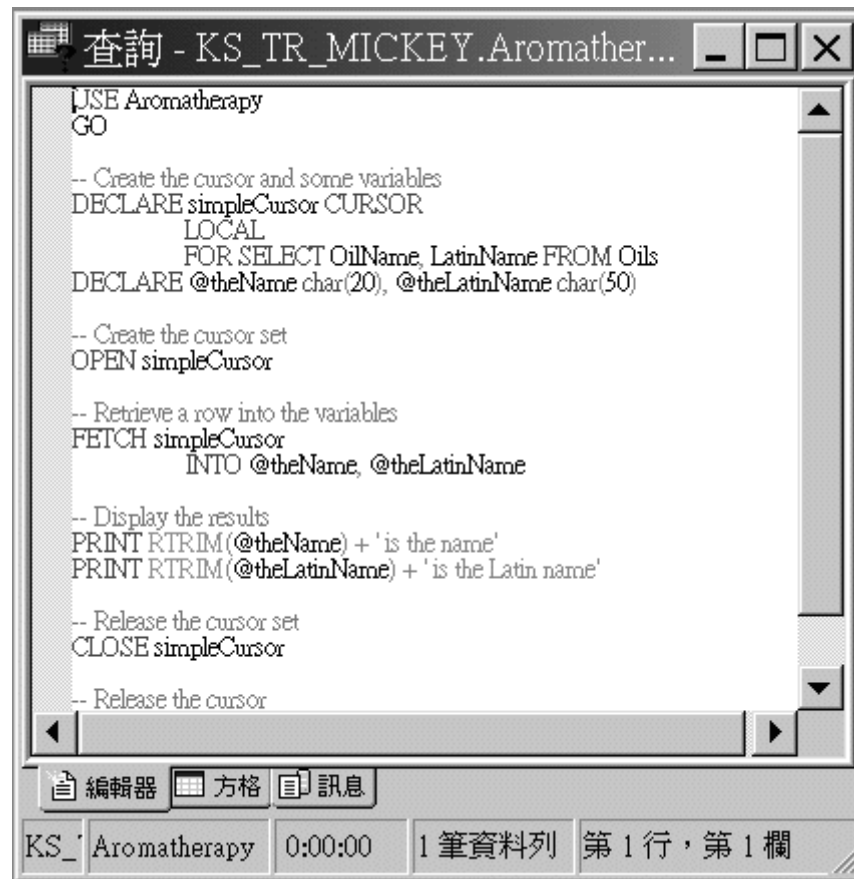 查詢 - KS_TR_MICKEY.Aromather...
USE Aromatherapy
GO
-- Create the cursor and some variables
DECLARE simpleCursor CURSOR
LOCAL
FOR SELECT OilName, LatinName FROM Oils
DECLARE @theName char(20), @theLatinName char(50)
-- Create the cursor set
OPEN simpleCursor
-- Retrieve a row into the variables
FETCH simpleCursor
INTO @theName, @theLatinName
-- Display the results
PRINT RTRIM(@theName) + ' is the name'
PRINT RTRIM(@theLatinName) + ' is the Latin name'
-- Release the cursor set
CLOSE simpleCursor
-- Release the cursor
編輯器 方格 訊息
KS_ Aromatherapy 0:00:00 1 筆資料列 第 1 行，第 1 欄